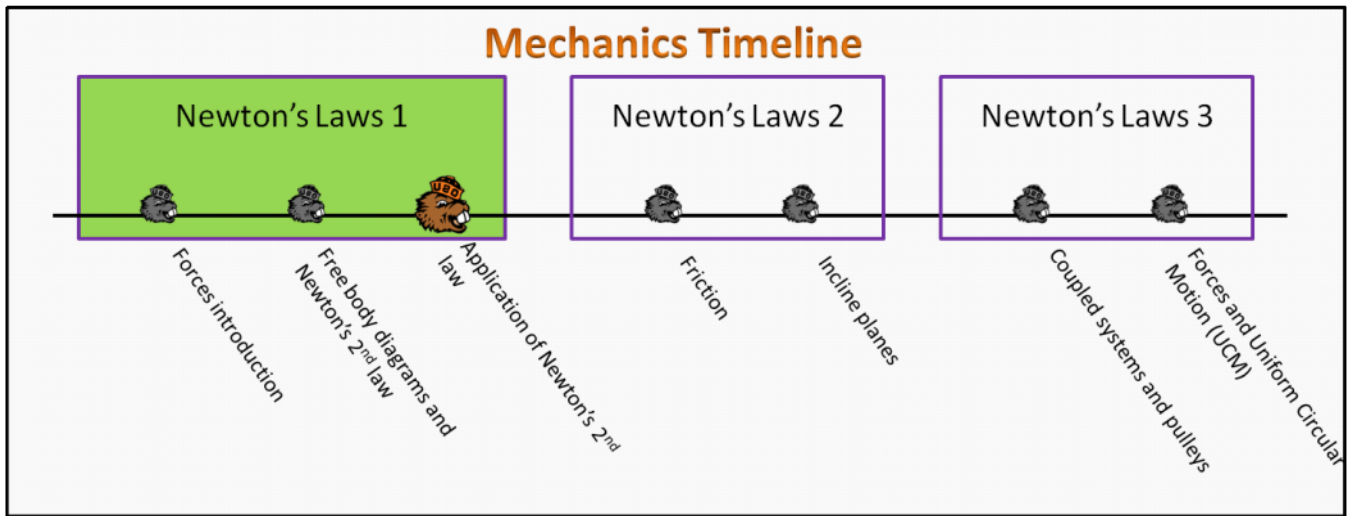 Mechanics Timeline
Newton's Laws 1
Newton's Laws 2
Newton's Laws 3
OSU
Forces introduction
Free body diagrams and
Newton's 2nd law
Application of Newton's 2nd
law
Friction
Incline planes
Coupled systems and pulleys
Forces and Uniform Circular
Motion (UCM)